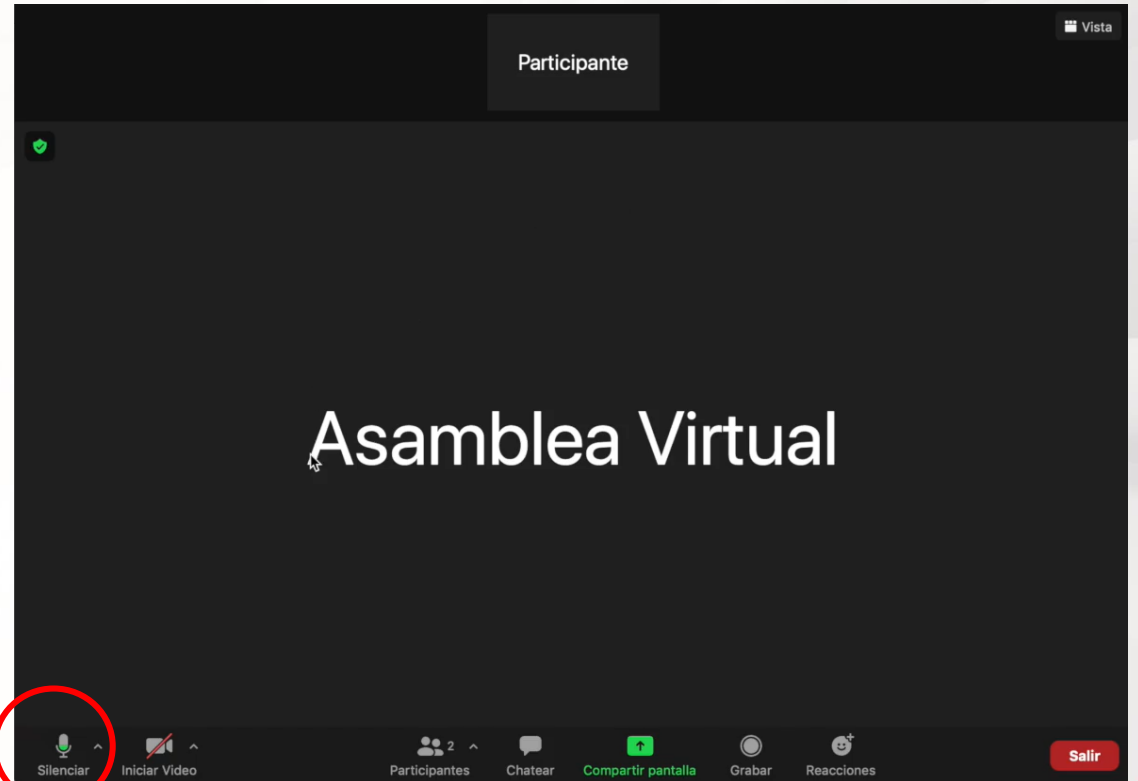 Vista
Participante
Asamblea Virtual
2
Silenciar
Iniciar Video
Participantes
Chatear
Compartir pantalla
Grabar
Reacciones
Salir